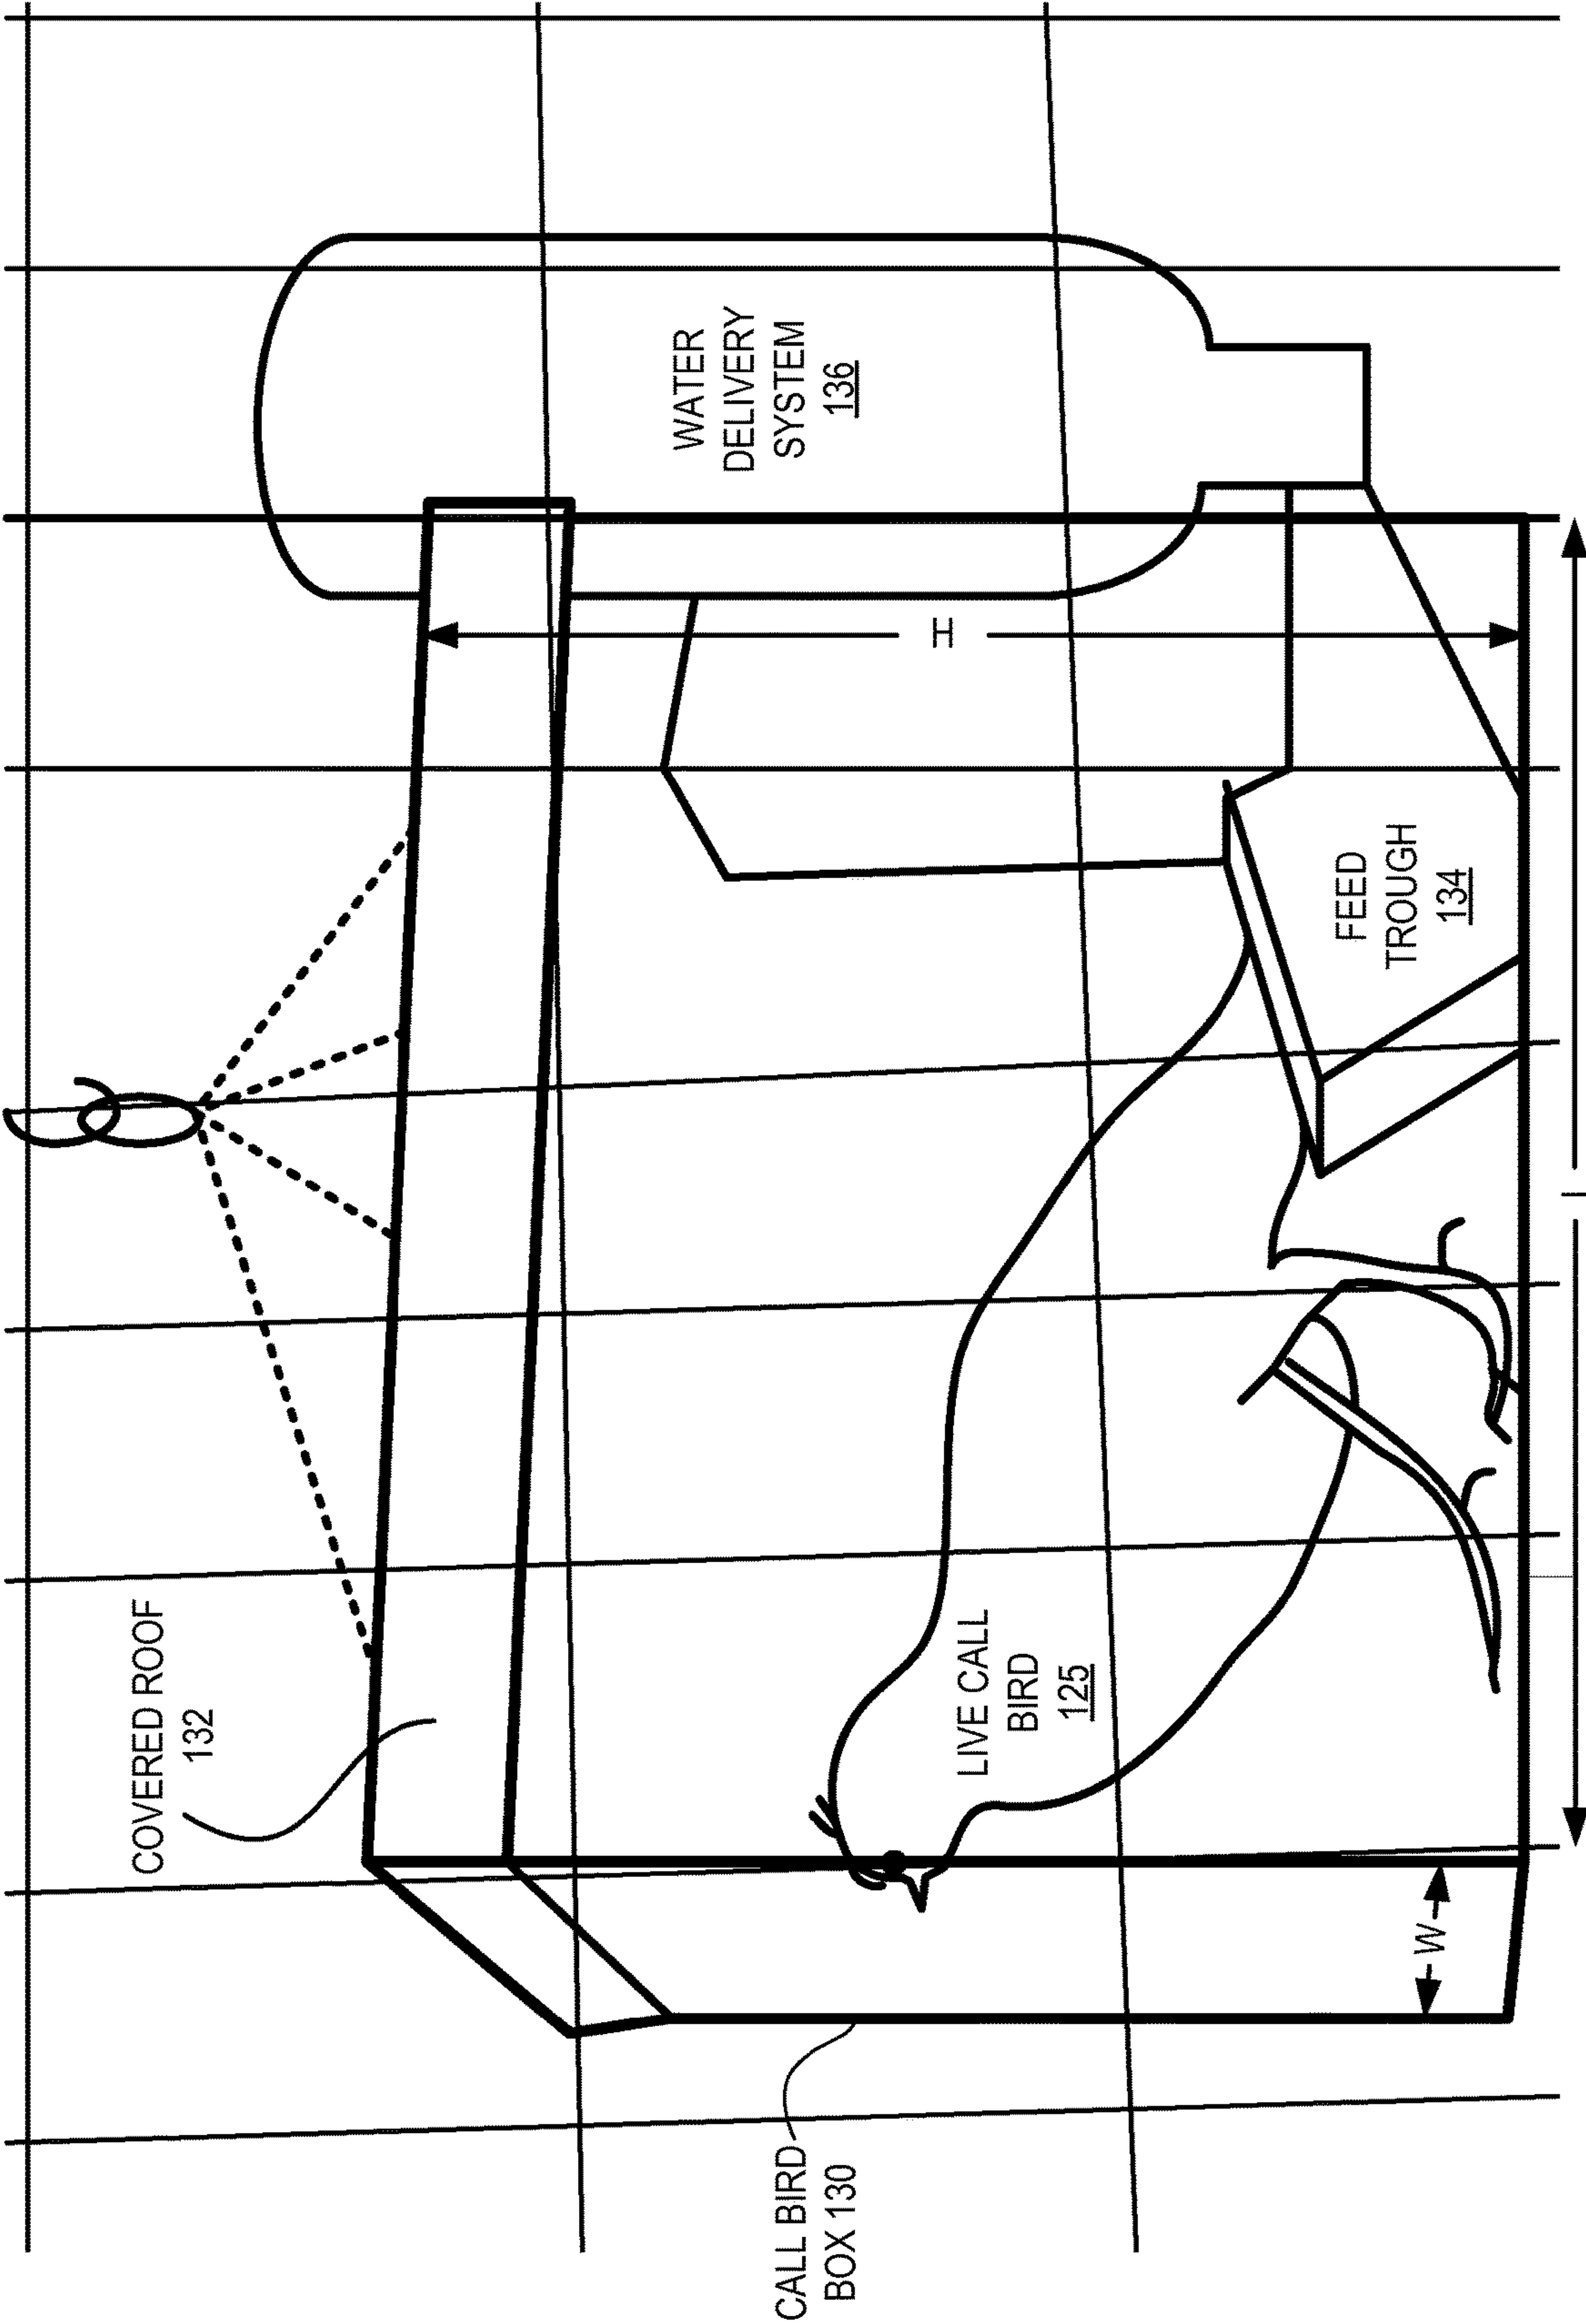 COVERED ROOF
132
WATER
DELIVERY
SYSTEM
136
CALL BIRD
BOX 130
H
LIVE CALL
BIRD
125
FEED
TROUGH
134
W